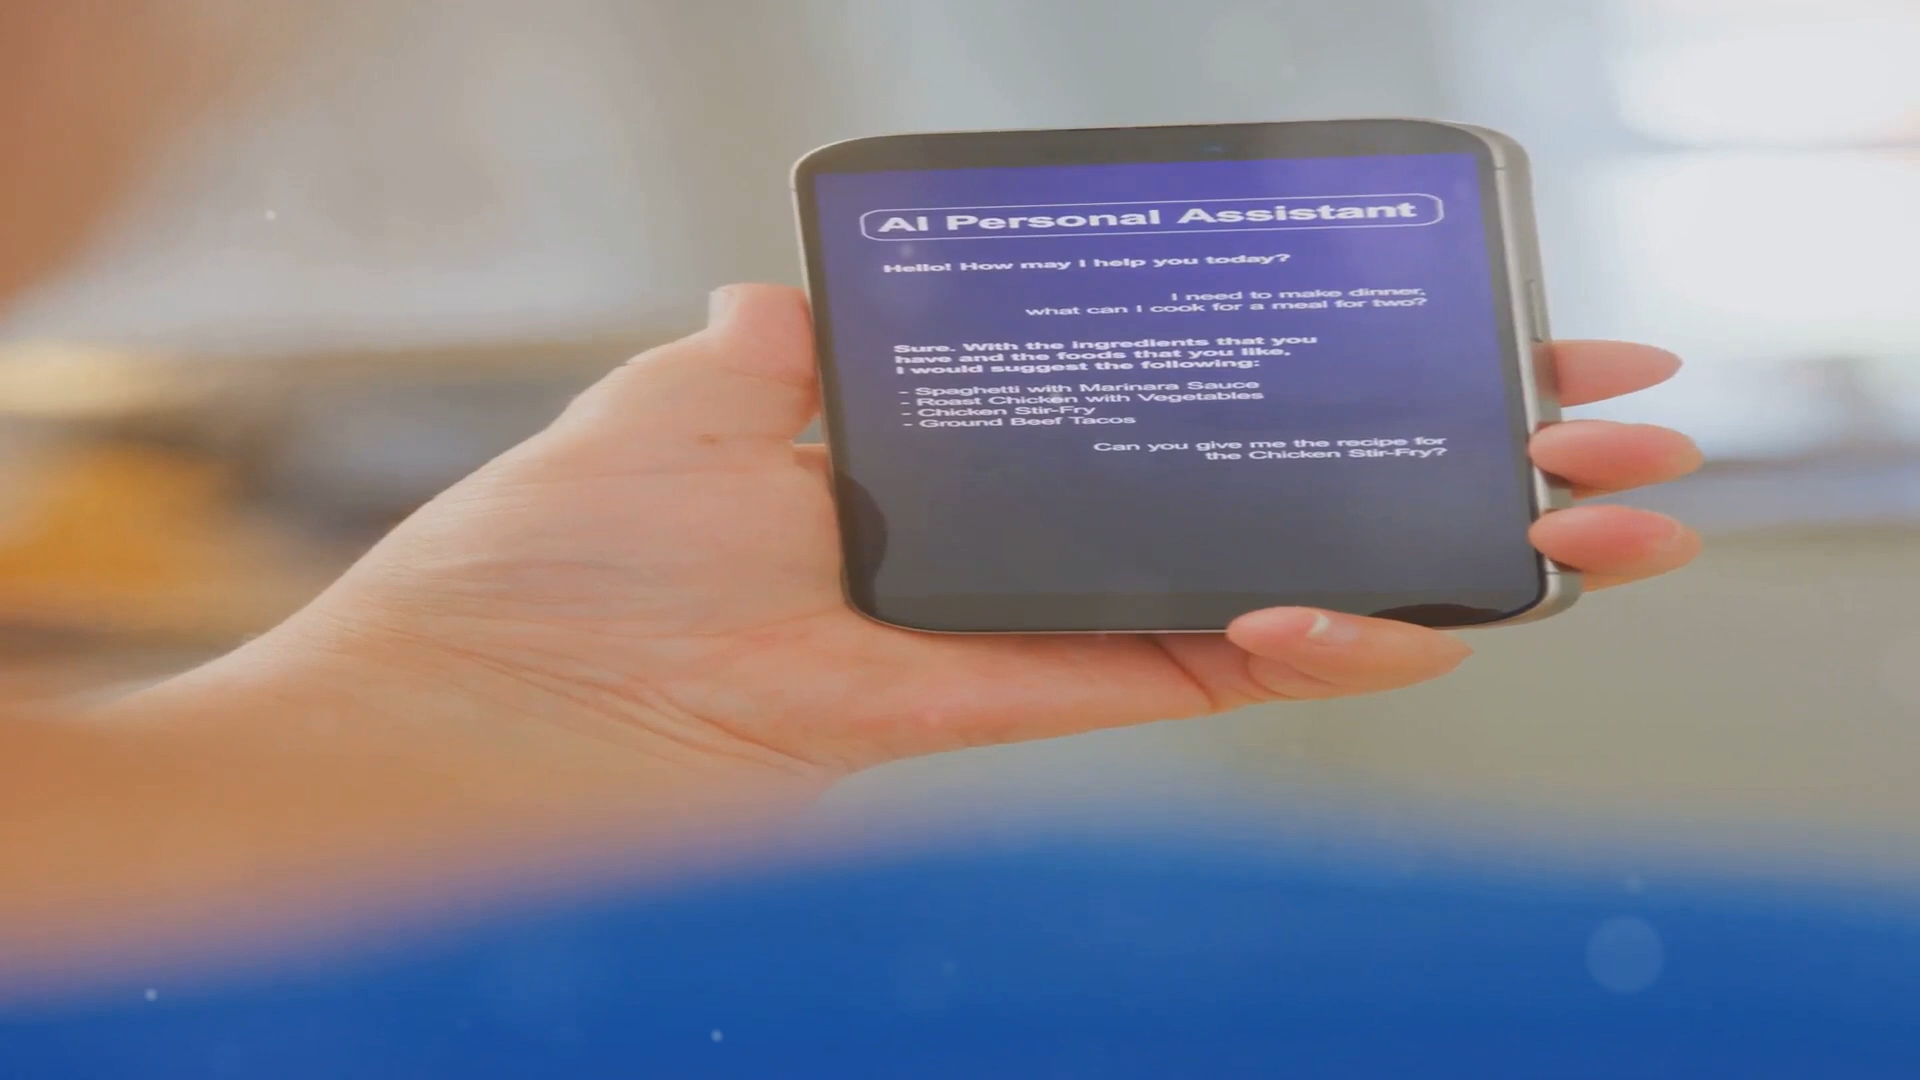 AI Personal Assistant
Hello! How may I help you today?
I need to make dinner,
what can I cook for a meal for two?
Sure. With the ingredients that you
have and the foods that you like,
I would suggest the following:
- Spaghetti with Marinara Sauce
- Roast Chicken with Vegetables
- Chicken Stir-Fry
- Ground Beef Tacos
Can you give me the recipe for
the Chicken Stir-Fry?